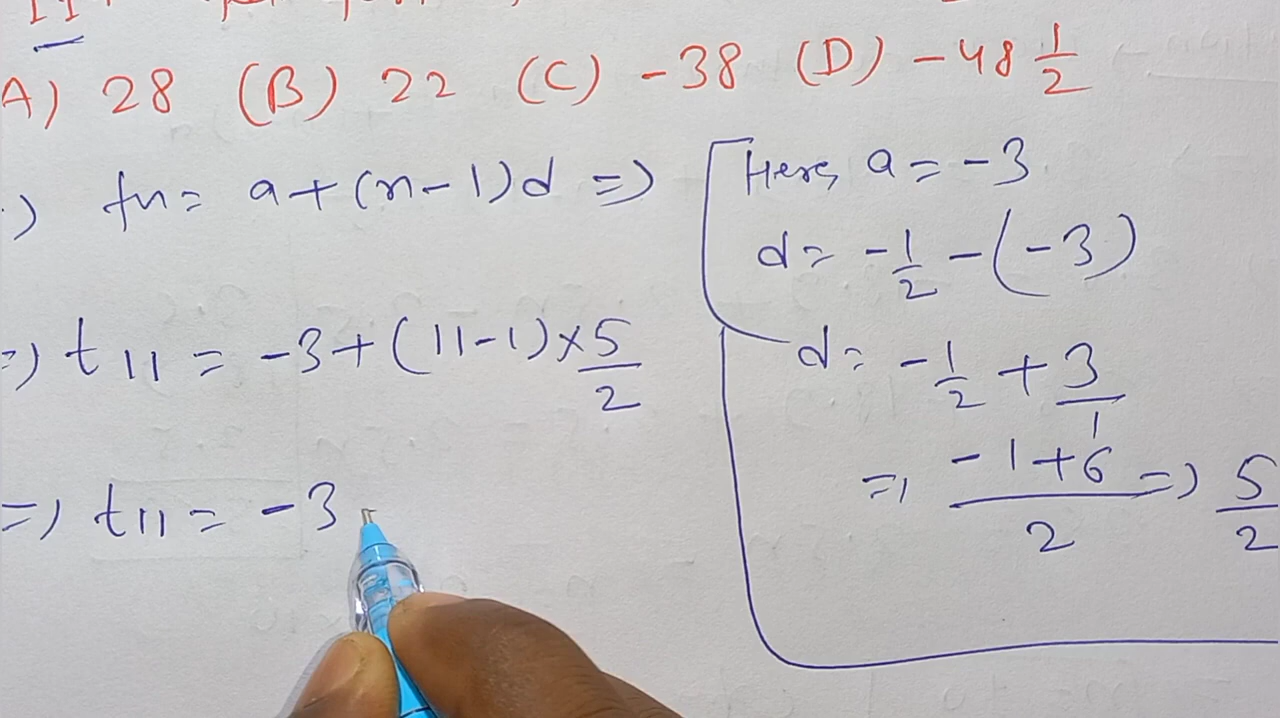 A) 28 (B) 22 (C) -38 (D) -48 1/2
tn = a+(n-1)d =>
=> t11 = -3+(11-1)×5/2
=> t11 = -3
Here, a = -3
d = -1/2 -(-3)
d = -1/2 + 3/1
=> -1+6/2 => 5/2